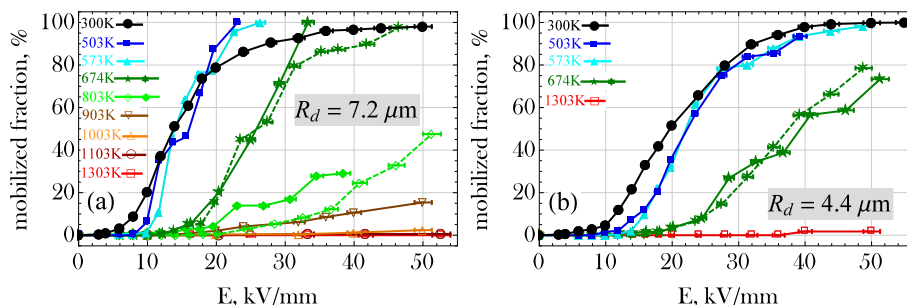 mobilized fraction, %
100
80
60
40
20
0
300K
503K
573K
674K
803K
903K
1003K
1103K
1303K
R_d = 7.2 μm
(a)
0 10 20 30 40 50
E, kV/mm
mobilized fraction, %
100
80
60
40
20
0
300K
503K
573K
674K
1303K
(b)
R_d = 4.4 μm
0 10 20 30 40 50
E, kV/mm